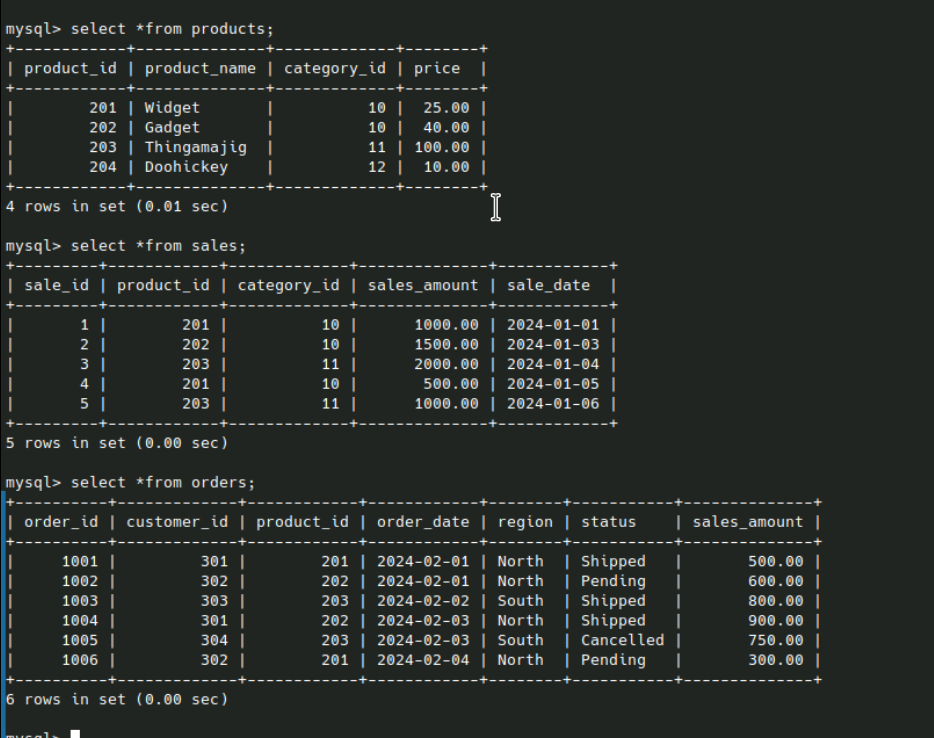 mysql> select *from products;
+------------+--------------+-------------+--------+
| product_id | product_name | category_id | price  |
+------------+--------------+-------------+--------+
|        201 | Widget       |          10 |  25.00 |
|        202 | Gadget       |          10 |  40.00 |
|        203 | Thingamajig  |          11 | 100.00 |
|        204 | Doohickey    |          12 |  10.00 |
+------------+--------------+-------------+--------+
4 rows in set (0.01 sec)
mysql> select *from sales;
+---------+------------+-------------+--------------+------------+
| sale_id | product_id | category_id | sales_amount | sale_date  |
+---------+------------+-------------+--------------+------------+
|       1 |        201 |          10 |      1000.00 | 2024-01-01 |
|       2 |        202 |          10 |      1500.00 | 2024-01-03 |
|       3 |        203 |          11 |      2000.00 | 2024-01-04 |
|       4 |        201 |          10 |       500.00 | 2024-01-05 |
|       5 |        203 |          11 |      1000.00 | 2024-01-06 |
+---------+------------+-------------+--------------+------------+
5 rows in set (0.00 sec)
mysql> select *from orders;
+----------+-------------+------------+------------+--------+-----------+--------------+
| order_id | customer_id | product_id | order_date | region | status    | sales_amount |
+----------+-------------+------------+------------+--------+-----------+--------------+
|     1001 |         301 |        201 | 2024-02-01 | North  | Shipped   |       500.00 |
|     1002 |         302 |        202 | 2024-02-01 | North  | Pending   |       600.00 |
|     1003 |         303 |        203 | 2024-02-02 | South  | Shipped   |       800.00 |
|     1004 |         301 |        202 | 2024-02-03 | North  | Shipped   |       900.00 |
|     1005 |         304 |        203 | 2024-02-03 | South  | Cancelled |       750.00 |
|     1006 |         302 |        201 | 2024-02-04 | North  | Pending   |       300.00 |
+----------+-------------+------------+------------+--------+-----------+--------------+
6 rows in set (0.00 sec)
mysql>